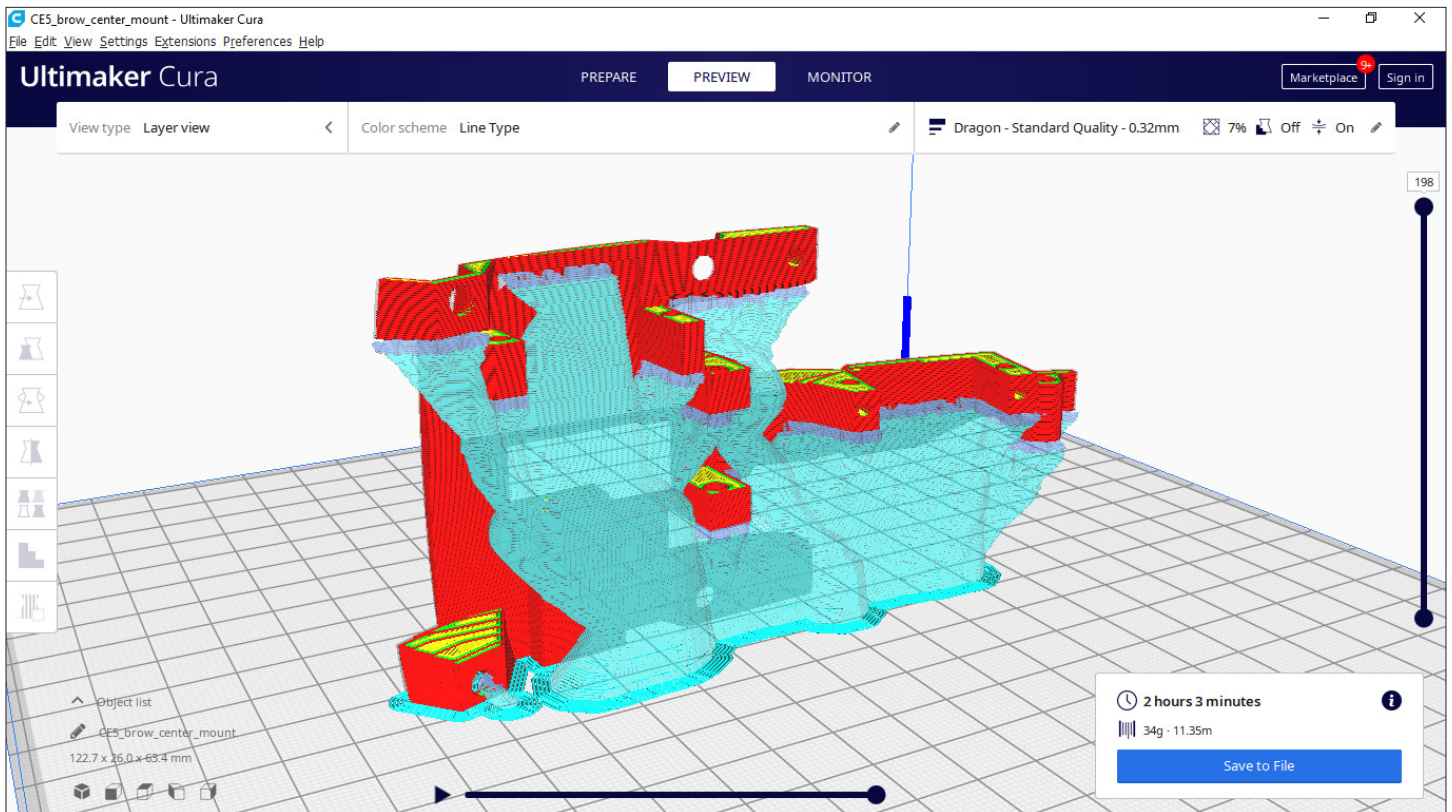 CE5_brow_center_mount - Ultimaker Cura
File Edit View Settings Extensions Preferences Help
Ultimaker Cura
PREPARE
PREVIEW
MONITOR
Marketplace
9+
Sign in
View type Layer view
Color scheme Line Type
Dragon - Standard Quality - 0.32mm
7%
Off
On
198
Object list
CE5_brow_center_mount
122.7 x 26.0 x 63.4 mm
2 hours 3 minutes
34g · 11.35m
Save to File